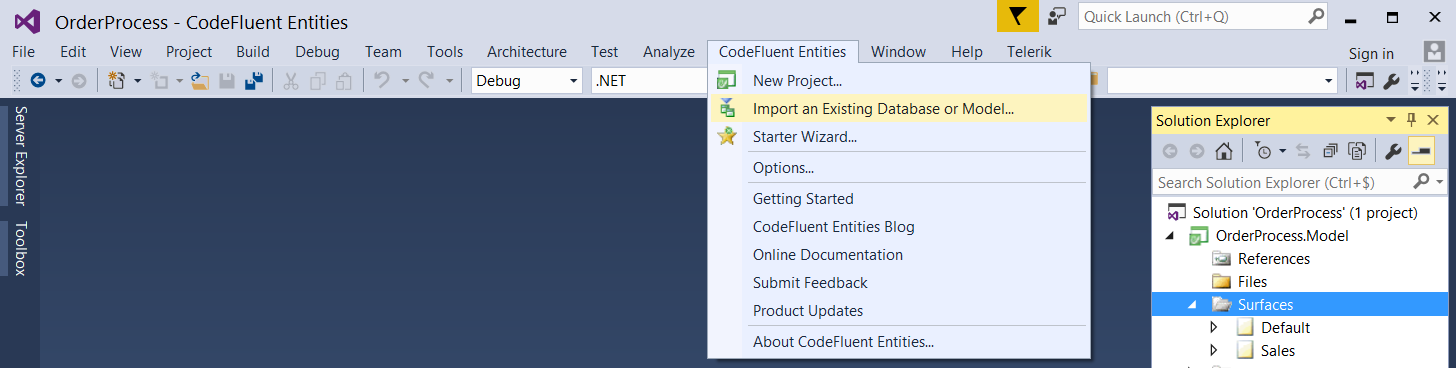 OrderProcess - CodeFluent Entities
Quick Launch (Ctrl+Q)
File Edit View Project Build Debug Team Tools Architecture Test Analyze CodeFluent Entities Window Help Telerik Sign in
Debug .NET
Server Explorer
Toolbox
New Project...
Import an Existing Database or Model...
Starter Wizard...
Options...
Getting Started
CodeFluent Entities Blog
Online Documentation
Submit Feedback
Product Updates
About CodeFluent Entities...
Solution Explorer
Search Solution Explorer (Ctrl+$)
Solution 'OrderProcess' (1 project)
OrderProcess.Model
References
Files
Surfaces
Default
Sales